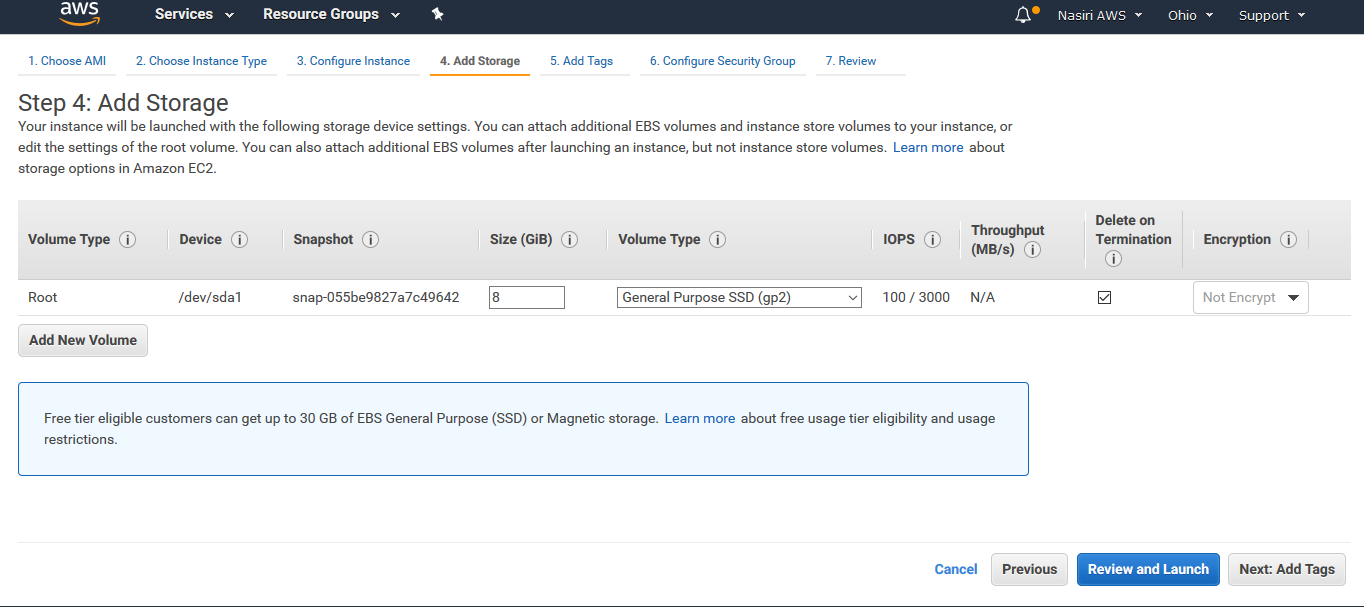 aws Services Resource Groups Nasiri AWS Ohio Support
1. Choose AMI 2. Choose Instance Type 3. Configure Instance 4. Add Storage 5. Add Tags 6. Configure Security Group 7. Review
Step 4: Add Storage
Your instance will be launched with the following storage device settings. You can attach additional EBS volumes and instance store volumes to your instance, or
edit the settings of the root volume. You can also attach additional EBS volumes after launching an instance, but not instance store volumes. Learn more about
storage options in Amazon EC2.
Volume Type i Device i Snapshot i Size (GiB) i Volume Type i IOPS i Throughput (MB/s) i Delete on Termination i Encryption i
Root /dev/sda1 snap-055be9827a7c49642 8 General Purpose SSD (gp2) 100 / 3000 N/A Not Encrypt
Add New Volume
Free tier eligible customers can get up to 30 GB of EBS General Purpose (SSD) or Magnetic storage. Learn more about free usage tier eligibility and usage
restrictions.
Cancel Previous Review and Launch Next: Add Tags